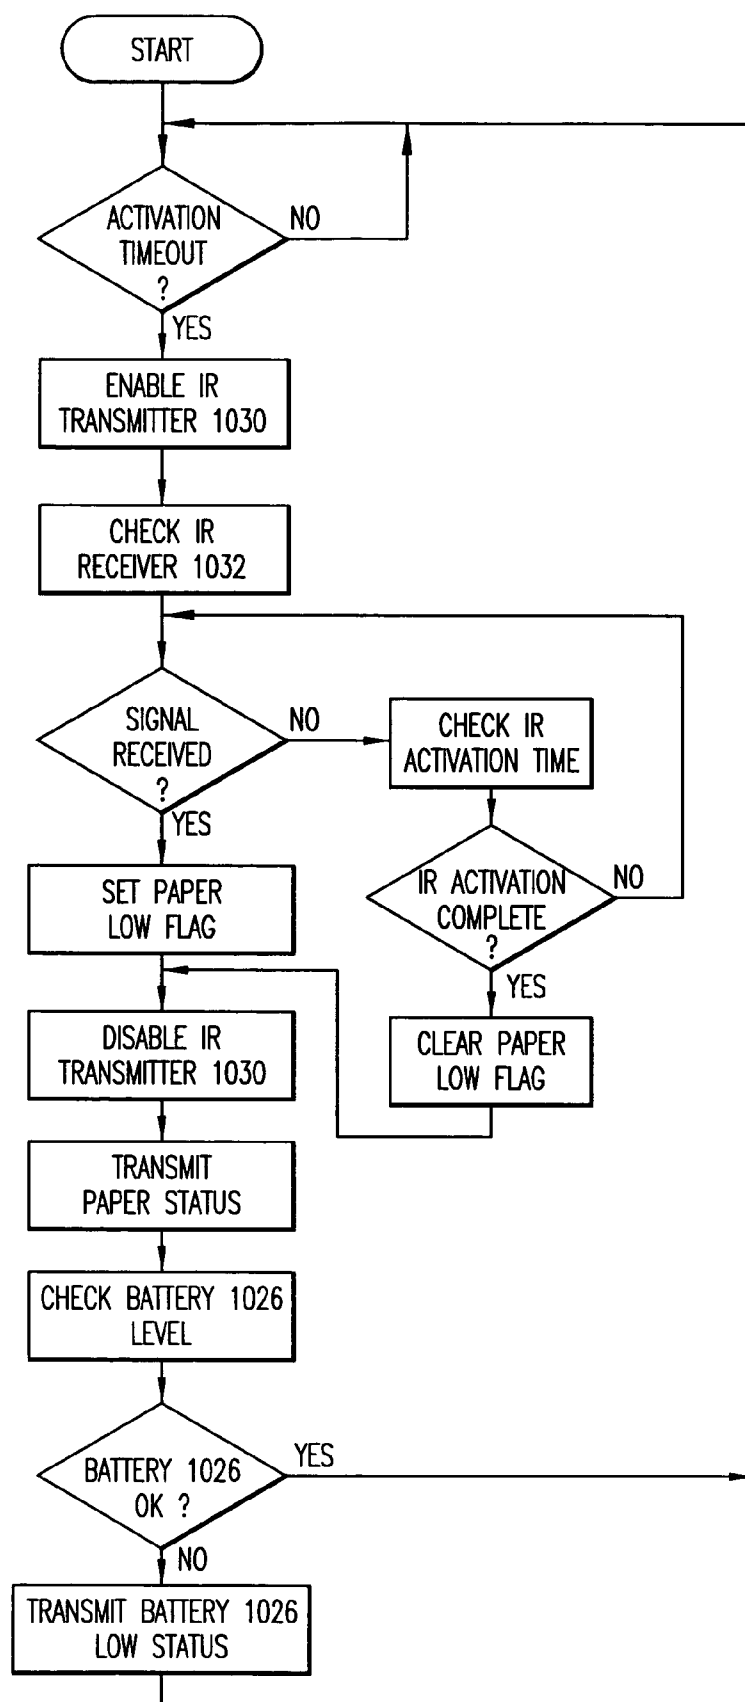 START
ACTIVATION
TIMEOUT
?
NO
YES
ENABLE IR
TRANSMITTER 1030
CHECK IR
RECEIVER 1032
SIGNAL
RECEIVED
?
NO
YES
CHECK IR
ACTIVATION TIME
IR ACTIVATION
COMPLETE
?
NO
YES
SET PAPER
LOW FLAG
CLEAR PAPER
LOW FLAG
DISABLE IR
TRANSMITTER 1030
TRANSMIT
PAPER STATUS
CHECK BATTERY 1026
LEVEL
BATTERY 1026
OK ?
YES
NO
TRANSMIT BATTERY 1026
LOW STATUS